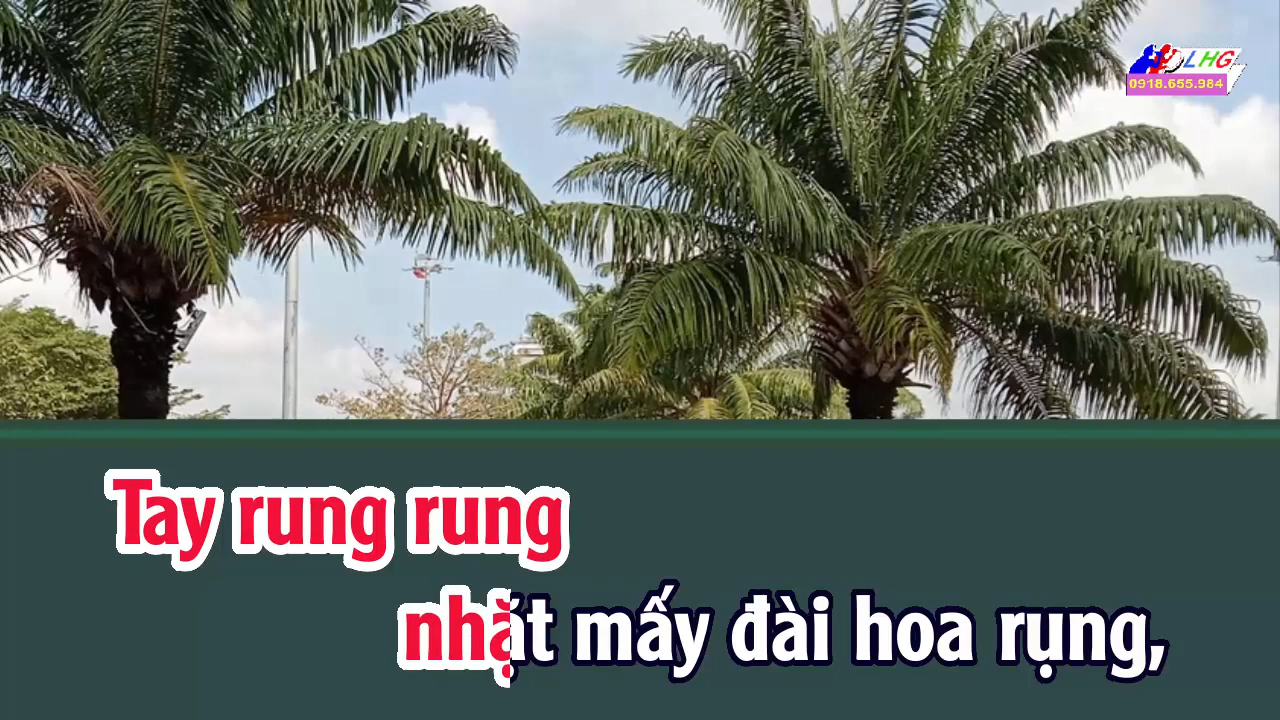 LHG
0918.655.984
Tay rung rung
nhặt mấy đài hoa rụng,